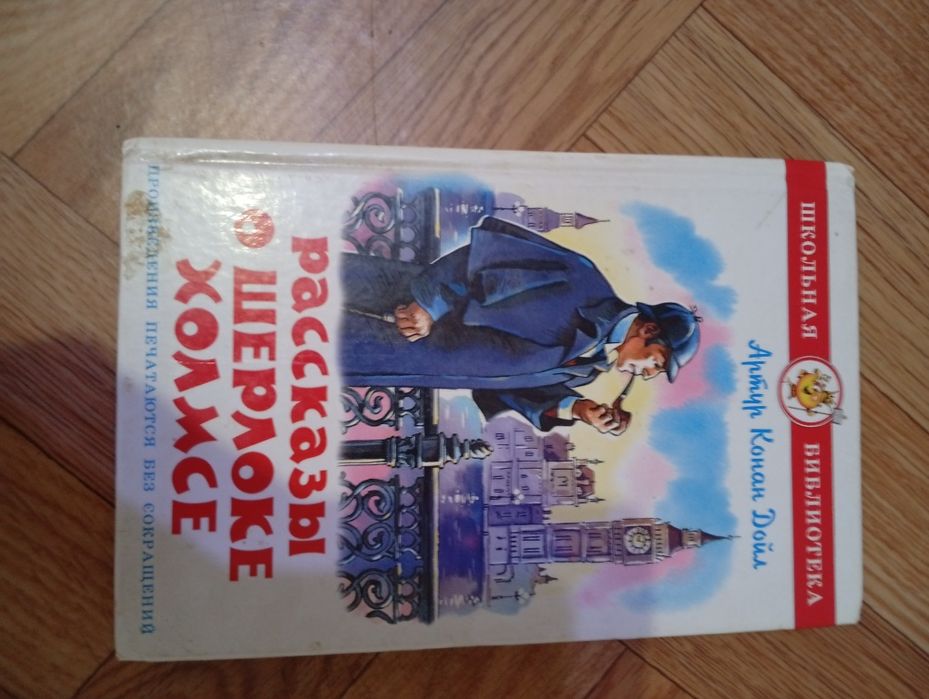 ШКОЛЬНАЯ БИБЛИОТЕКА
Артур Конан Дойл
рассказы
о ШЕРЛОКЕ
ХОЛМСЕ
ПРОИЗВЕДЕНИЯ ПЕЧАТАЮТСЯ БЕЗ СОКРАЩЕНИЙ